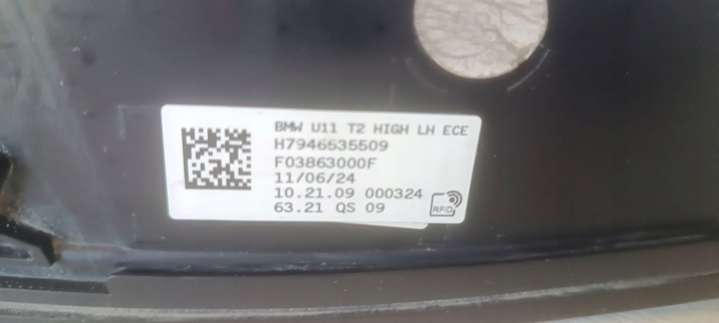 BMW U11 T2 HIGH LH ECE
H7946535509
F03863000F
11/06/24
10.21.09 000324
63.21 QS 09
RFID